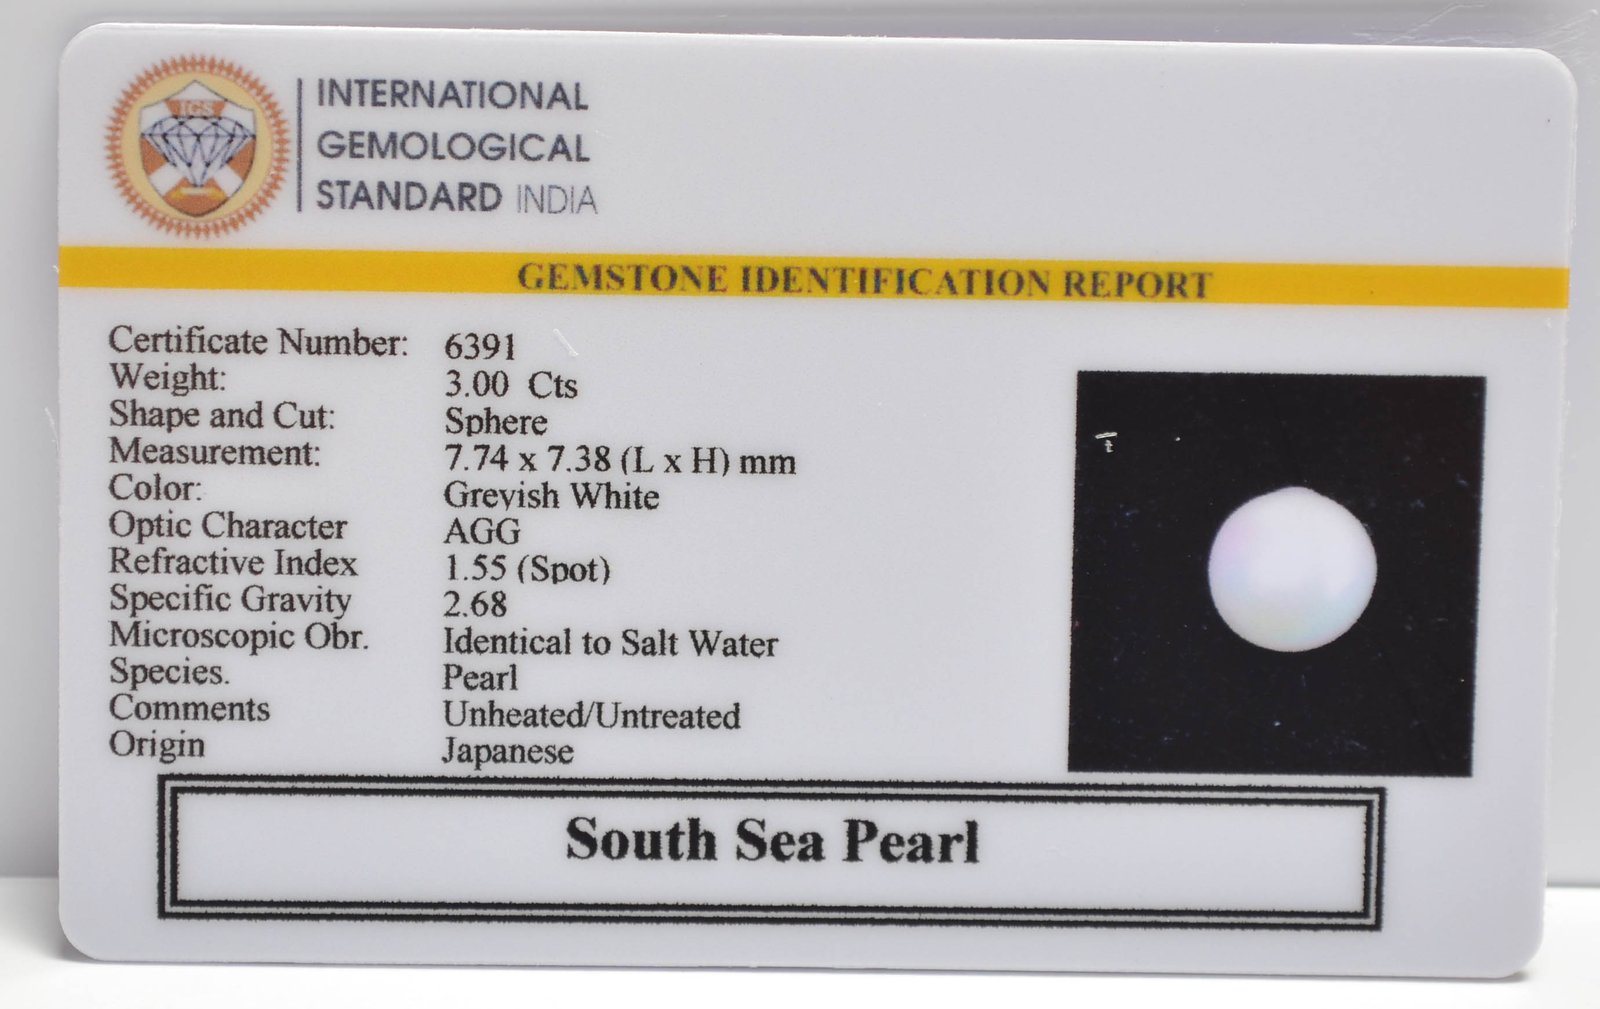 IGS
INTERNATIONAL
GEMOLOGICAL
STANDARD INDIA
GEMSTONE IDENTIFICATION REPORT
Certificate Number: 6391
Weight: 3.00 Cts
Shape and Cut: Sphere
Measurement: 7.74 x 7.38 (L x H) mm
Color: Greyish White
Optic Character AGG
Refractive Index 1.55 (Spot)
Specific Gravity 2.68
Microscopic Obr. Identical to Salt Water
Species. Pearl
Comments Unheated/Untreated
Origin Japanese
South Sea Pearl